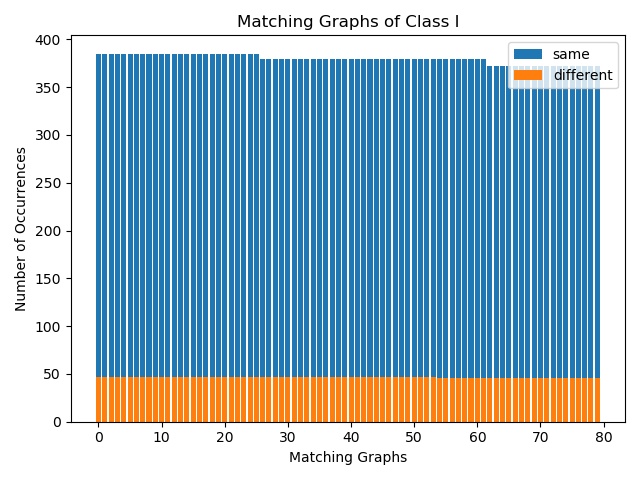 Matching Graphs of Class I
same
different
Number of Occurrences
400
350
300
250
200
150
100
50
0
0 10 20 30 40 50 60 70 80
Matching Graphs